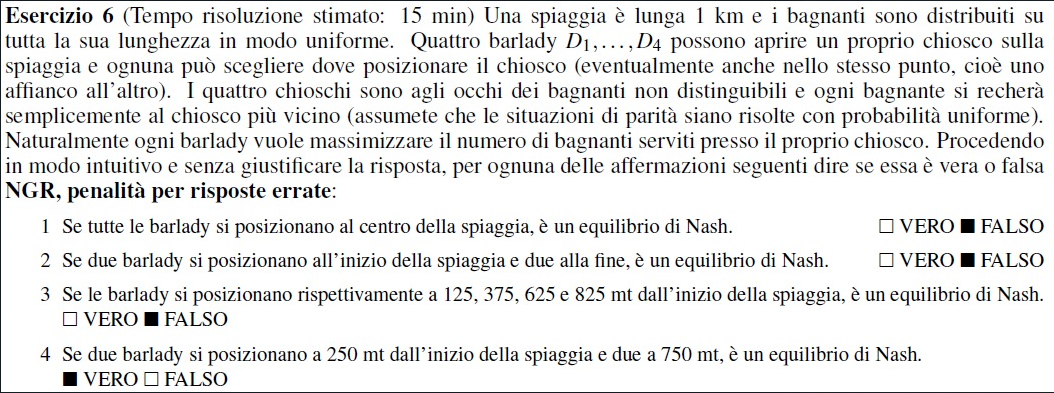 Esercizio 6 (Tempo risoluzione stimato: 15 min) Una spiaggia è lunga 1 km e i bagnanti sono distribuiti su
tutta la sua lunghezza in modo uniforme. Quattro barlady D1,...,D4 possono aprire un proprio chiosco sulla
spiaggia e ognuna può scegliere dove posizionare il chiosco (eventualmente anche nello stesso punto, cioè uno
affianco all'altro). I quattro chioschi sono agli occhi dei bagnanti non distinguibili e ogni bagnante si recherà
semplicemente al chiosco più vicino (assumete che le situazioni di parità siano risolte con probabilità uniforme).
Naturalmente ogni barlady vuole massimizzare il numero di bagnanti serviti presso il proprio chiosco. Procedendo
in modo intuitivo e senza giustificare la risposta, per ognuna delle affermazioni seguenti dire se essa è vera o falsa
NGR, penalità per risposte errate:
1 Se tutte le barlady si posizionano al centro della spiaggia, è un equilibrio di Nash. □ VERO ■ FALSO
2 Se due barlady si posizionano all'inizio della spiaggia e due alla fine, è un equilibrio di Nash. □ VERO ■ FALSO
3 Se le barlady si posizionano rispettivamente a 125, 375, 625 e 825 mt dall'inizio della spiaggia, è un equilibrio di Nash.
□ VERO ■ FALSO
4 Se due barlady si posizionano a 250 mt dall'inizio della spiaggia e due a 750 mt, è un equilibrio di Nash.
■ VERO □ FALSO